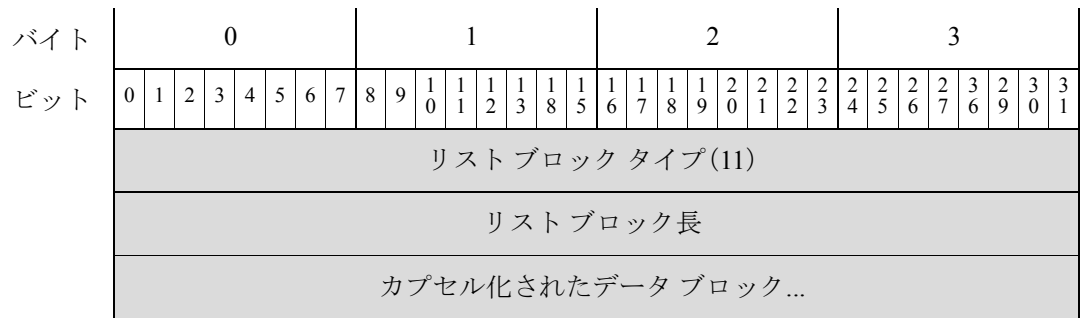 バイト 0 1 2 3
ビット 0 1 2 3 4 5 6 7 8 9 10 11 12 13 18 15 16 17 18 19 20 21 22 23 24 25 26 27 36 29 30 31
リスト ブロック タイプ(11)
リスト ブロック長
カプセル化されたデータ ブロック...